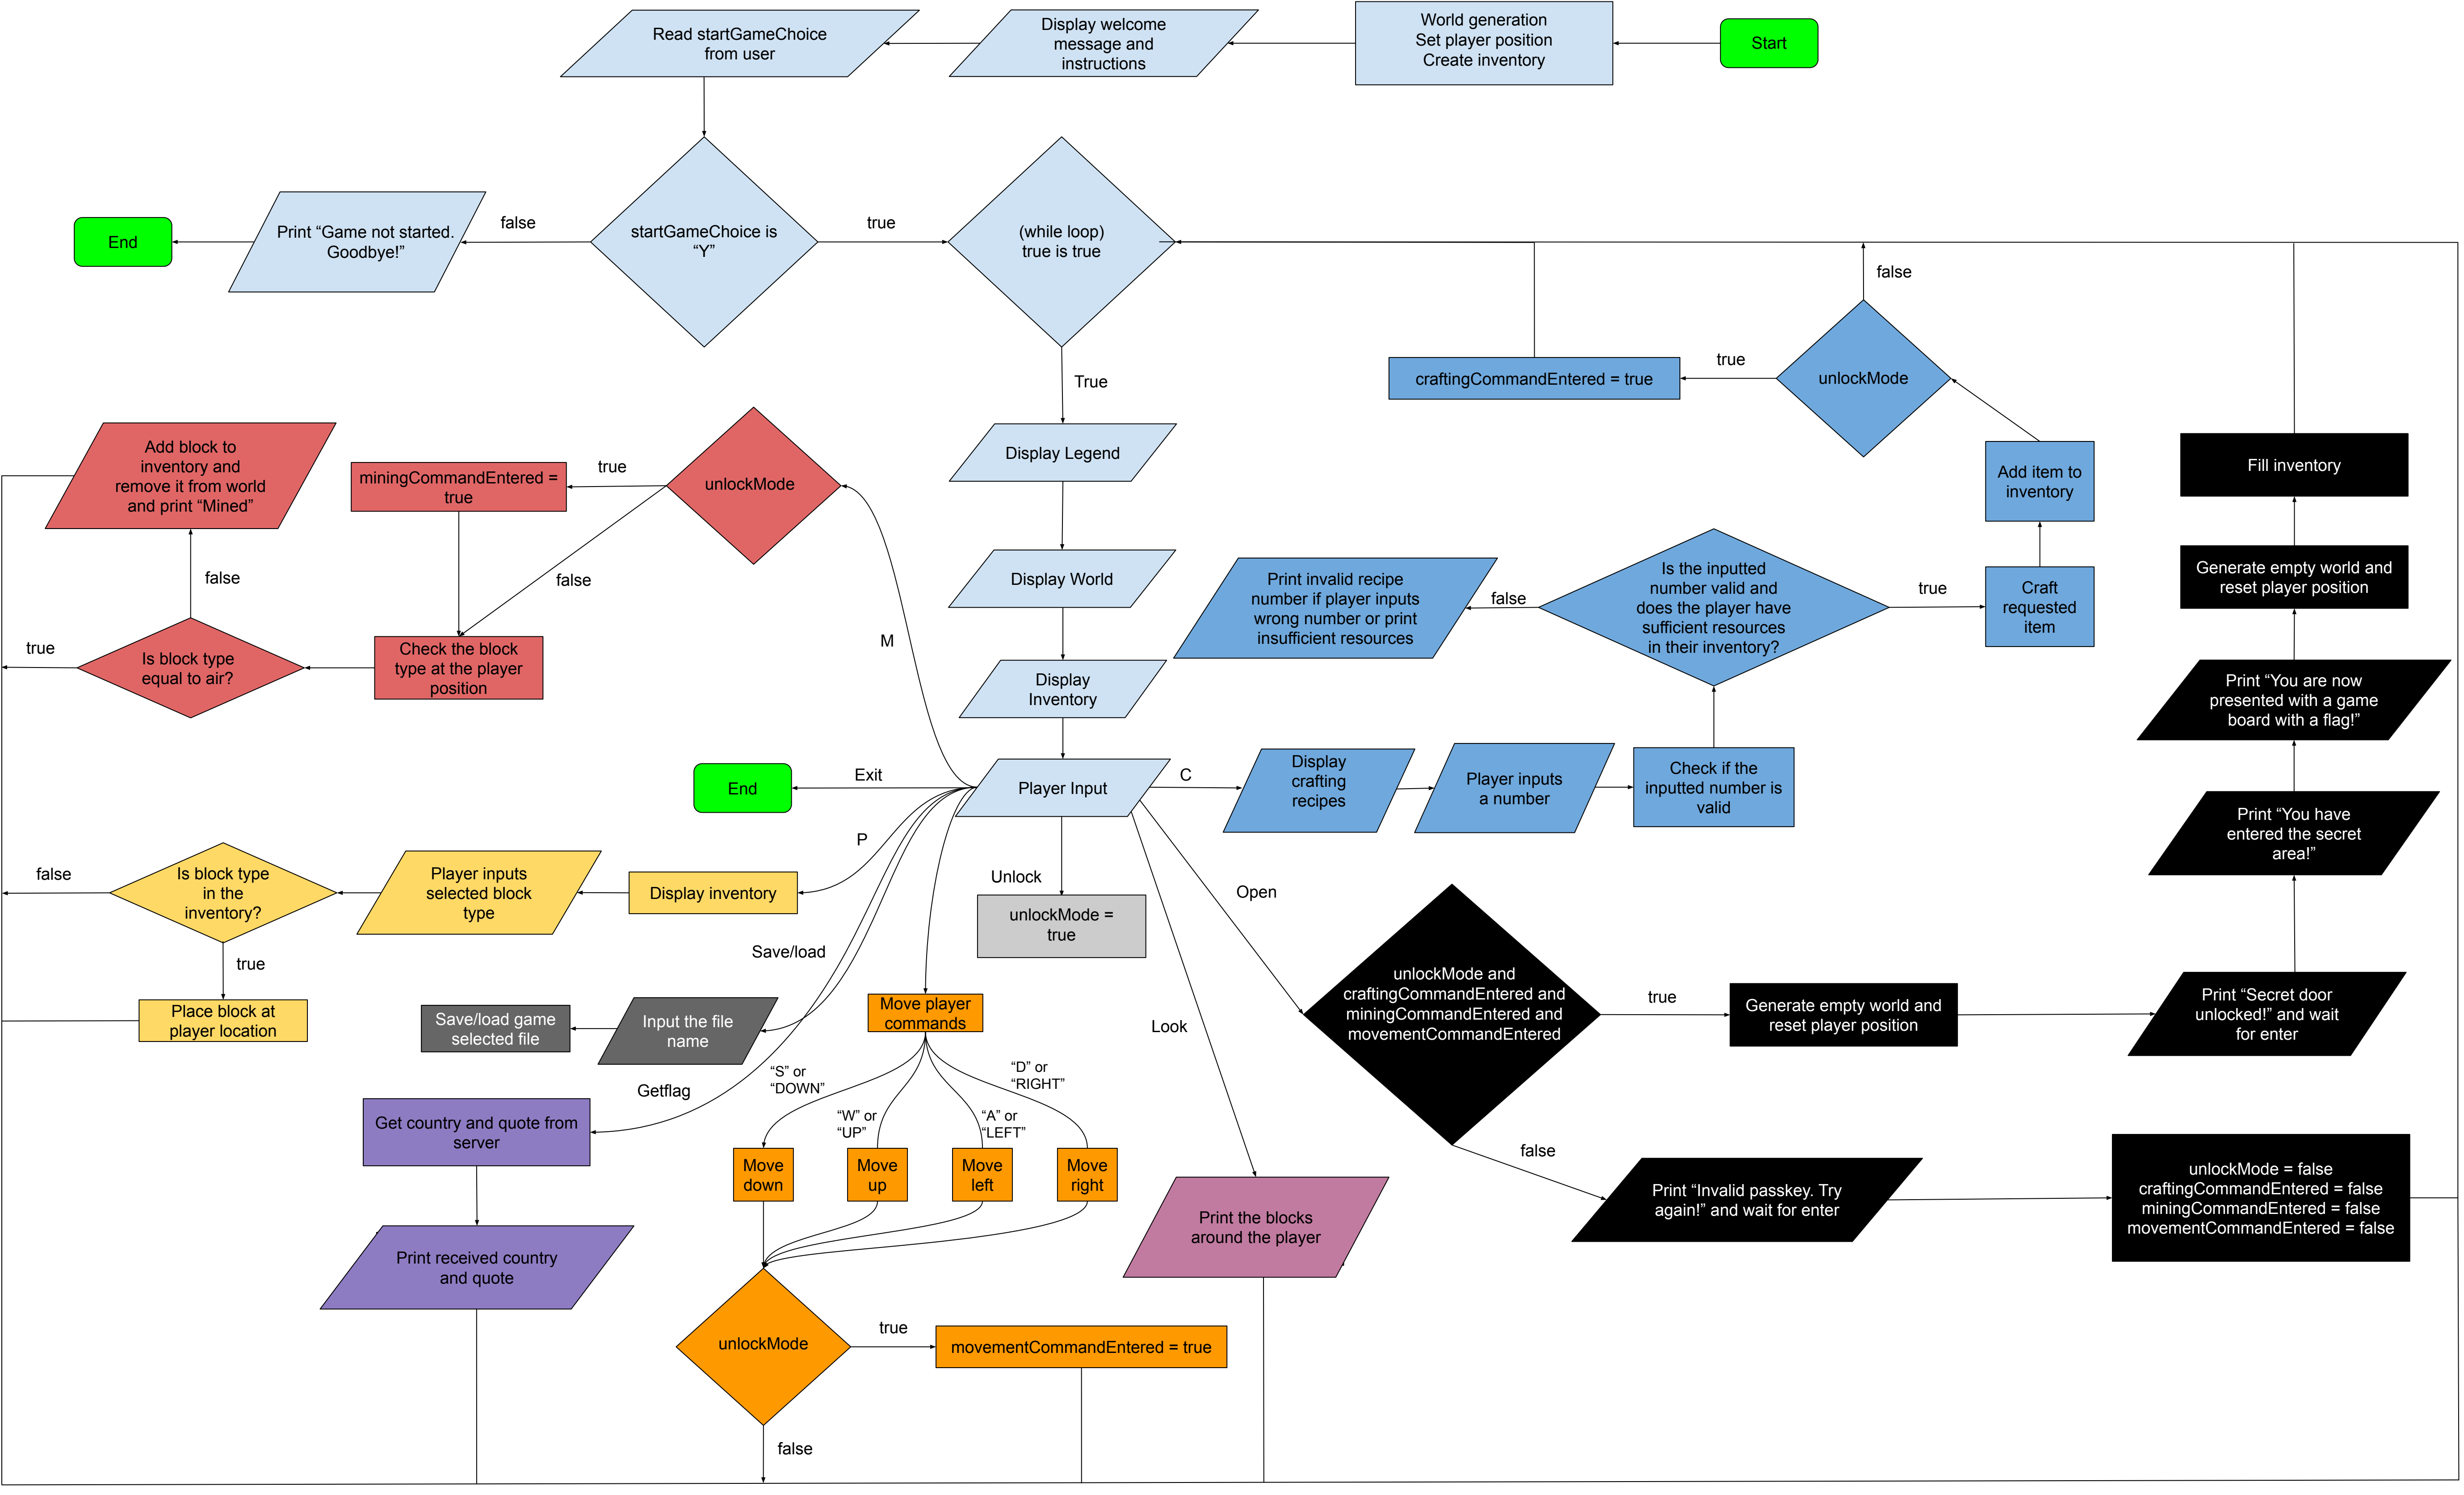 Read startGameChoice
from user
Display welcome
message and
instructions
World generation
Set player position
Create inventory
Start
End
Print “Game not started.
Goodbye!”
false
startGameChoice is
“Y”
true
(while loop)
true is true
false
True
craftingCommandEntered = true
true
unlockMode
Add block to
inventory and
remove it from world
and print “Mined”
miningCommandEntered =
true
true
unlockMode
Display Legend
Add item to
inventory
Fill inventory
false
false
Display World
Print invalid recipe
number if player inputs
wrong number or print
insufficient resources
false
Is the inputted
number valid and
does the player have
sufficient resources
in their inventory?
true
Craft
requested
item
Generate empty world and
reset player position
true
Is block type
equal to air?
Check the block
type at the player
position
M
Display
Inventory
Print “You are now
presented with a game
board with a flag!”
End
Exit
Player Input
C
Display
crafting
recipes
Player inputs
a number
Check if the
inputted number is
valid
Print “You have
entered the secret
area!”
false
Is block type
in the
inventory?
Player inputs
selected block
type
Display inventory
P
Unlock
unlockMode =
true
Open
true
Place block at
player location
Save/load
Save/load game
selected file
Input the file
name
Move player
commands
Look
unlockMode and
craftingCommandEntered and
miningCommandEntered and
movementCommandEntered
true
Generate empty world and
reset player position
Print “Secret door
unlocked!” and wait
for enter
Getflag
“S” or
“DOWN”
“W” or
“UP”
“A” or
“LEFT”
“D” or
“RIGHT”
Get country and quote from
server
Move
down
Move
up
Move
left
Move
right
false
Print “Invalid passkey. Try
again!” and wait for enter
unlockMode = false
craftingCommandEntered = false
miningCommandEntered = false
movementCommandEntered = false
Print received country
and quote
Print the blocks
around the player
unlockMode
true
movementCommandEntered = true
false